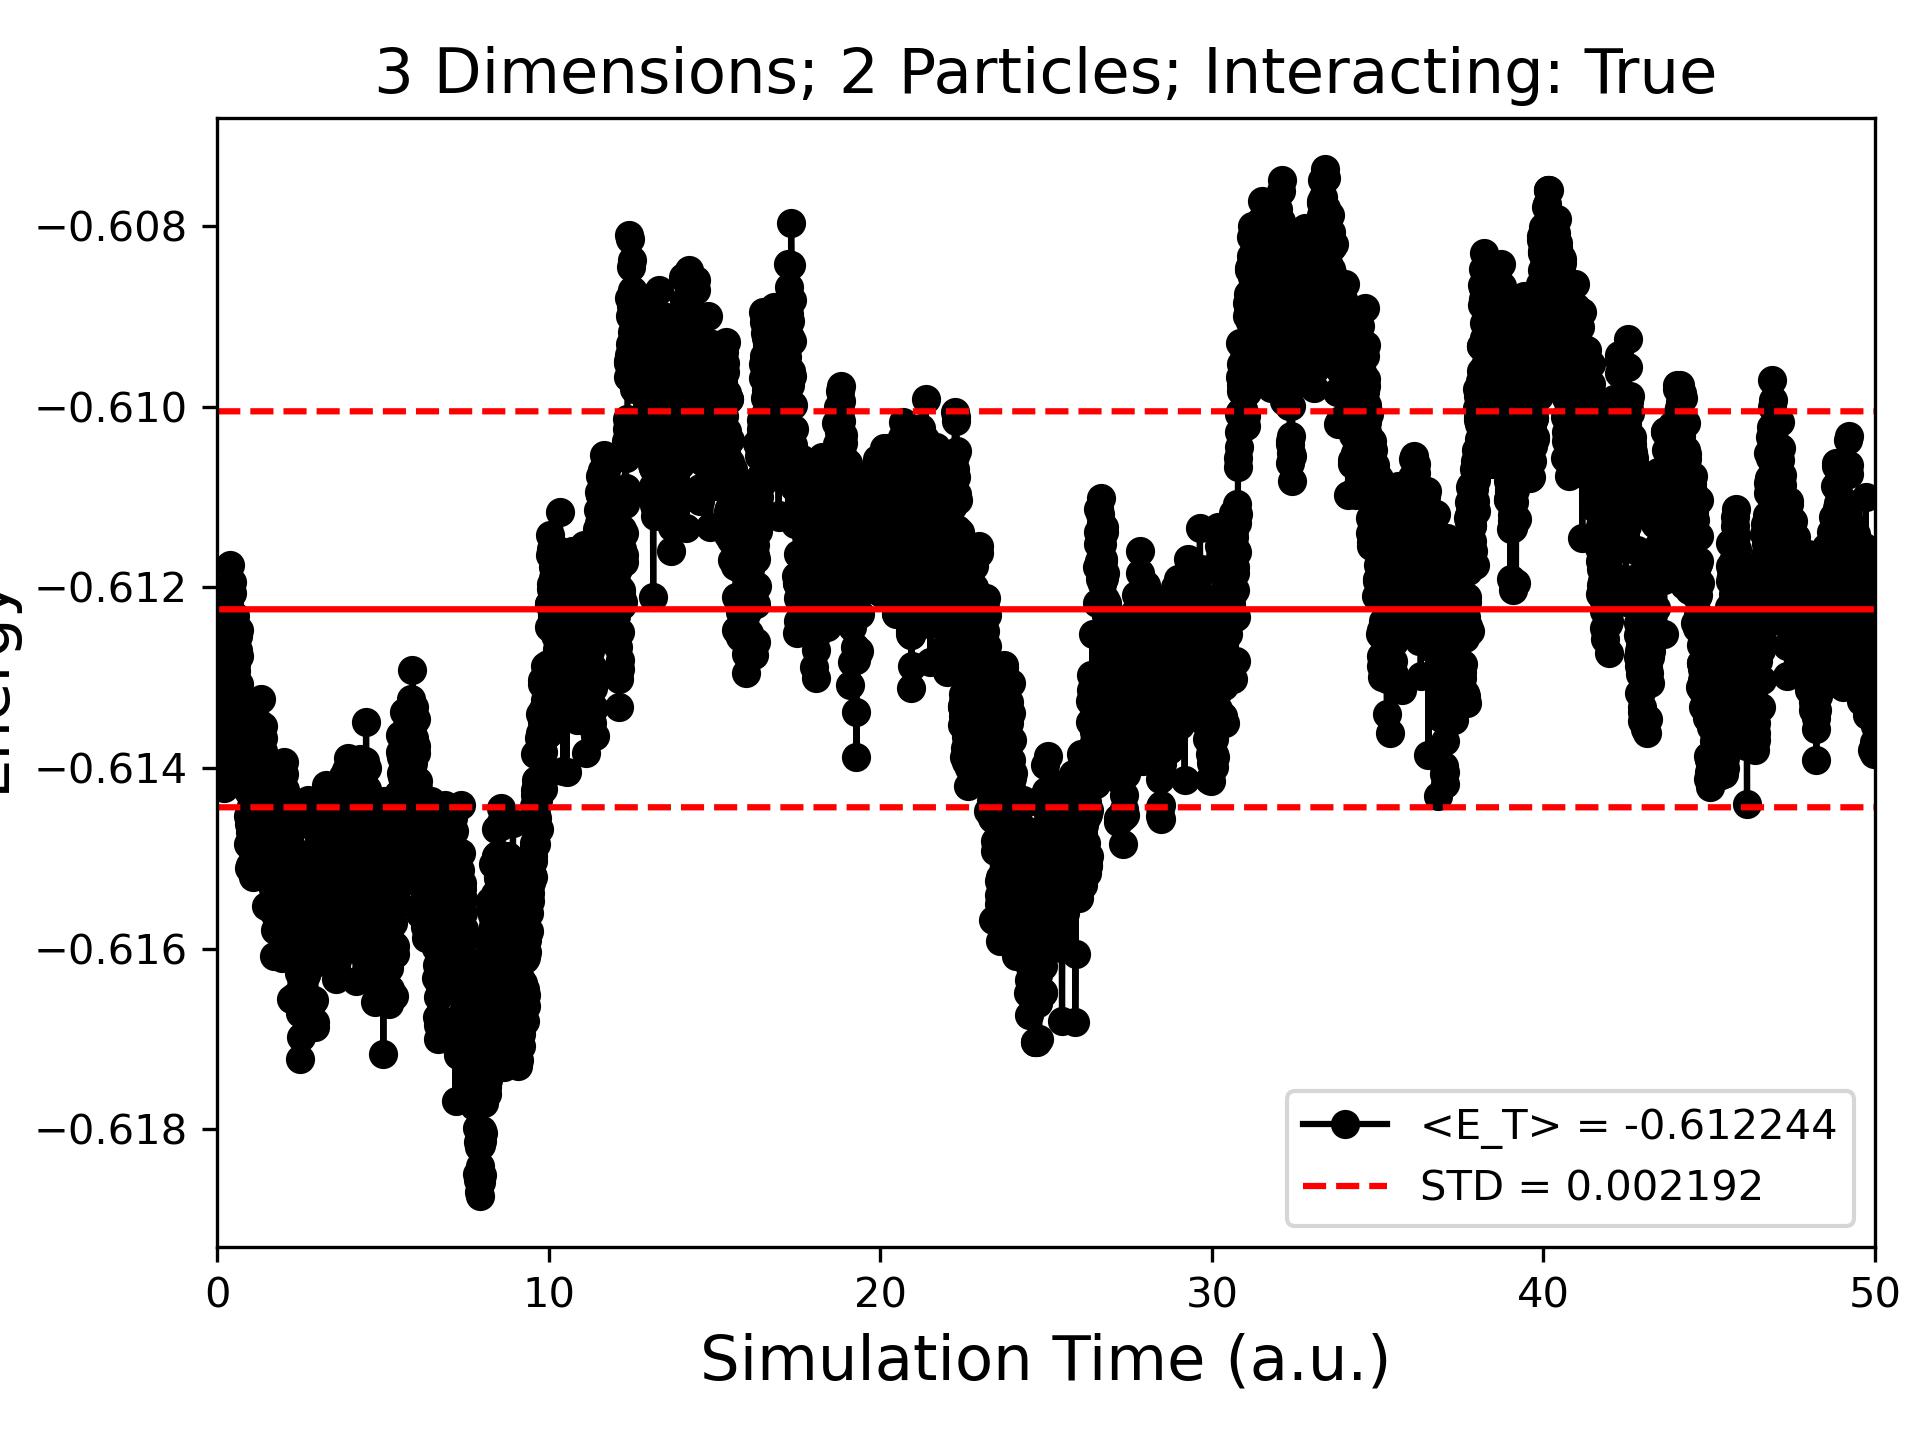 3 Dimensions; 2 Particles; Interacting: True
−0.608
−0.610
−0.612
−0.614
−0.616
−0.618
Energy
<E_T> = -0.612244
STD = 0.002192
0 10 20 30 40 50
Simulation Time (a.u.)